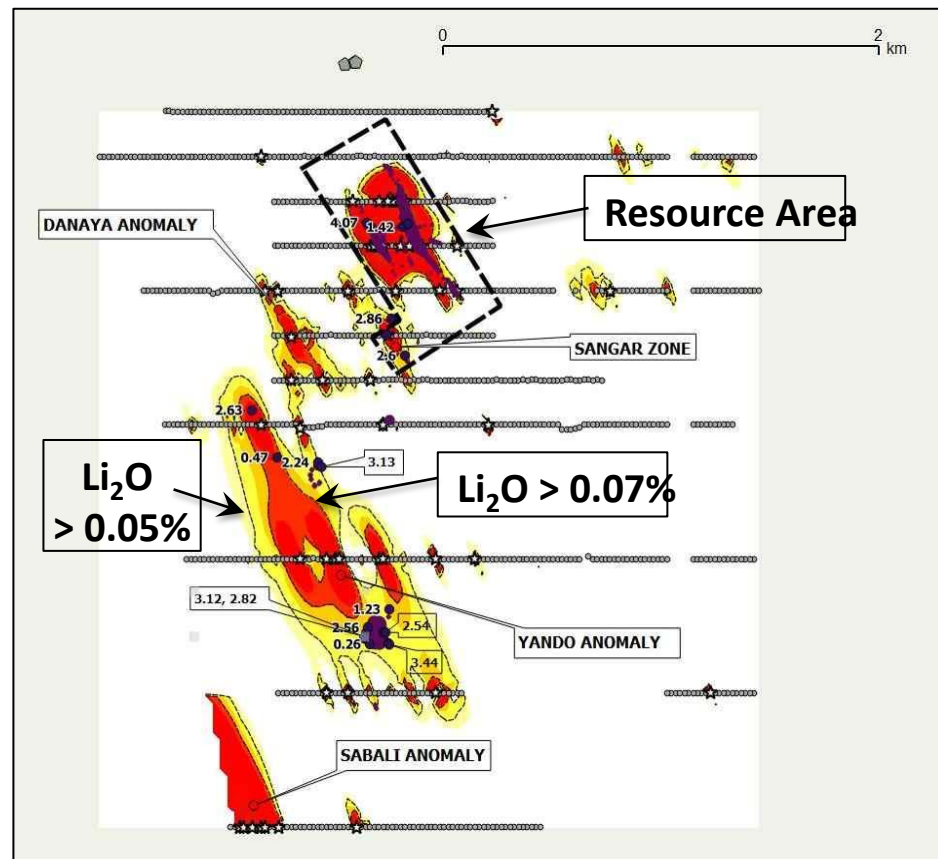 0
2
km
DANAYA ANOMALY
4.07
1.42
Resource Area
2.86
2.6
SANGAR ZONE
2.63
0.47
2.24
3.13
Li₂O
> 0.05%
Li₂O > 0.07%
3.12, 2.82
1.23
2.56
2.54
0.26
3.44
YANDO ANOMALY
SABALI ANOMALY